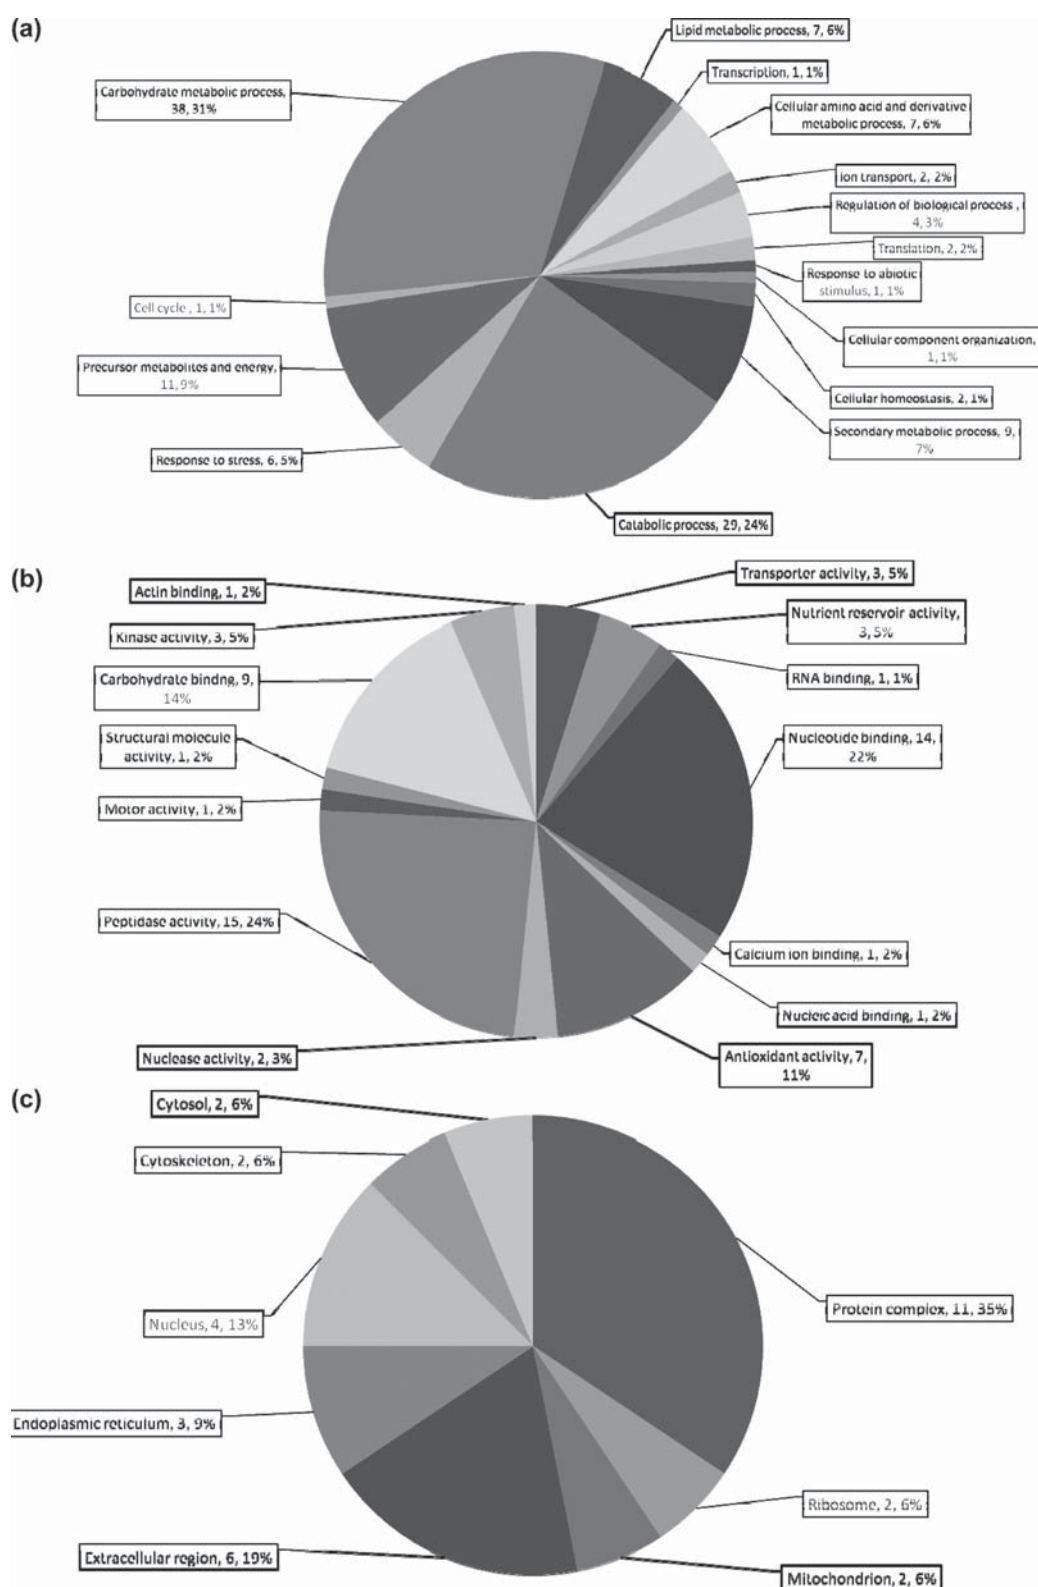 (a)
Lipid metabolic process, 7, 6%
Transcription, 1, 1%
Carbohydrate metabolic process,
38, 31%
Cellular amino acid and derivative
metabolic process, 7, 6%
Ion transport, 2, 2%
Regulation of biological process ,
4, 3%
Translation, 2, 2%
Response to abiotic
stimulus, 1, 1%
Cell cycle , 1, 1%
Cellular component organization,
1, 1%
Precursor metabolites and energy,
11, 9%
Cellular homeostasis, 2, 1%
Secondary metabolic process, 9,
7%
Response to stress, 6, 5%
Catabolic process, 29, 24%
(b)
Actin binding, 1, 2%
Transporter activity, 3, 5%
Kinase activity, 3, 5%
Nutrient reservoir activity,
3, 5%
Carbohydrate bindng, 9,
14%
RNA binding, 1, 1%
Structural molecule
activity, 1, 2%
Nucleotide binding, 14,
22%
Motor activity, 1, 2%
Peptidase activity, 15, 24%
Calcium ion binding, 1, 2%
Nucleic acid binding, 1, 2%
Nuclease activity, 2, 3%
Antioxidant activity, 7,
11%
(c)
Cytosol, 2, 6%
Cytoskeleton, 2, 6%
Protein complex, 11, 35%
Nucleus, 4, 13%
Endoplasmic reticulum, 3, 9%
Ribosome, 2, 6%
Extracellular region, 6, 19%
Mitochondrion, 2, 6%